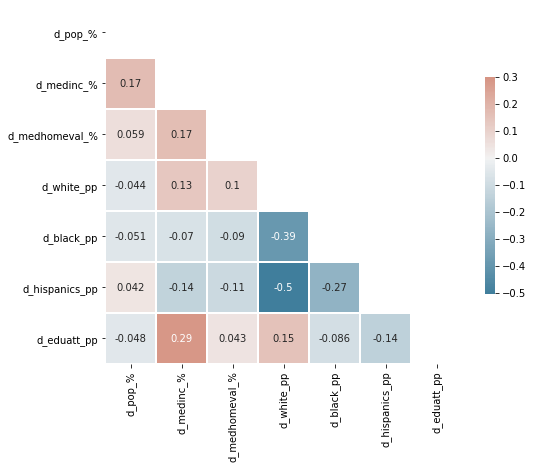 d_pop_%
d_medinc_% 0.17
d_medhomeval_% 0.059 0.17
d_white_pp -0.044 0.13 0.1
d_black_pp -0.051 -0.07 -0.09 -0.39
d_hispanics_pp 0.042 -0.14 -0.11 -0.5 -0.27
d_eduatt_pp -0.048 0.29 0.043 0.15 -0.086 -0.14
d_pop_%
d_medinc_%
d_medhomeval_%
d_white_pp
d_black_pp
d_hispanics_pp
d_eduatt_pp
0.3
0.2
0.1
0.0
−0.1
−0.2
−0.3
−0.4
−0.5